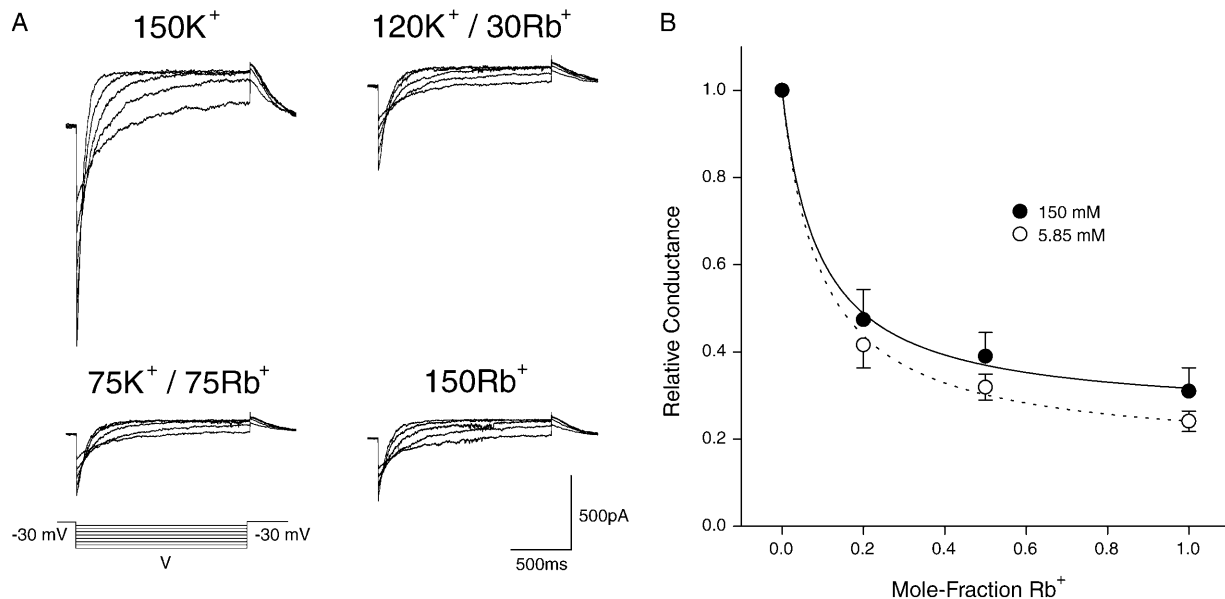 A
150K+
120K+ / 30Rb+
75K+ / 75Rb+
150Rb+
-30 mV
-30 mV
V
500pA
500ms
B
Relative Conductance
1.0
0.8
0.6
0.4
0.2
0.0
150 mM
5.85 mM
0.0
0.2
0.4
0.6
0.8
1.0
Mole-Fraction Rb+